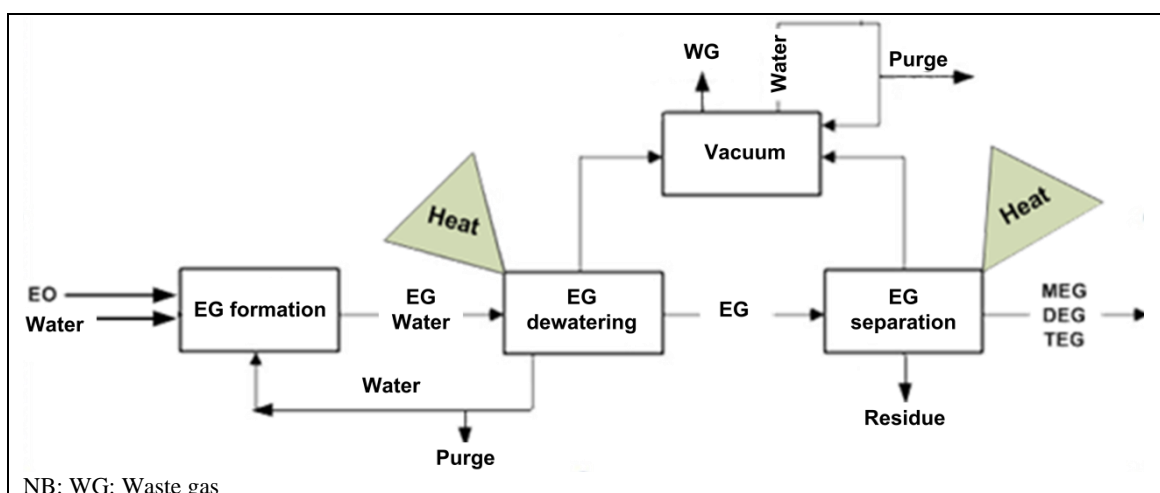 WG
Water
Purge
Vacuum
Heat
Heat
EO
Water
EG formation
EG
Water
EG
dewatering
EG
EG
separation
MEG
DEG
TEG
Water
Purge
Residue
NB: WG: Waste gas